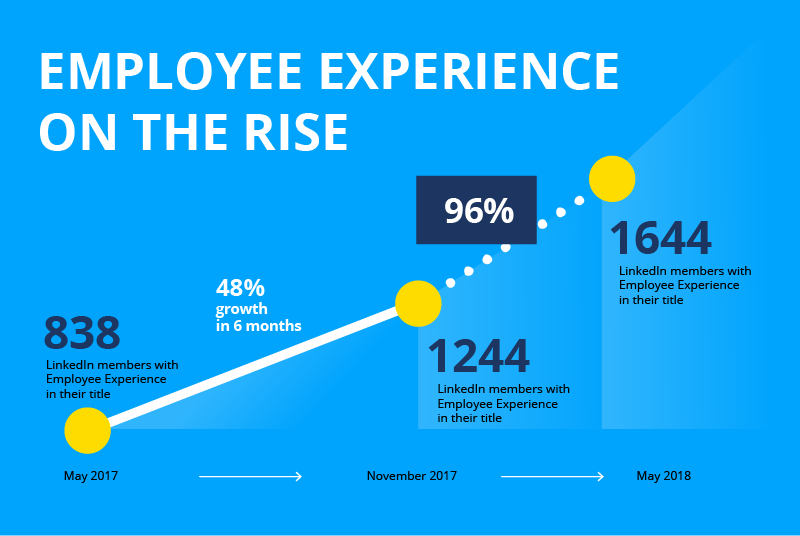 EMPLOYEE EXPERIENCE
ON THE RISE
96%
1644
LinkedIn members with
Employee Experience
in their title
48%
growth
in 6 months
838
LinkedIn members with
Employee Experience
in their title
1244
LinkedIn members with
Employee Experience
in their title
May 2017
November 2017
May 2018